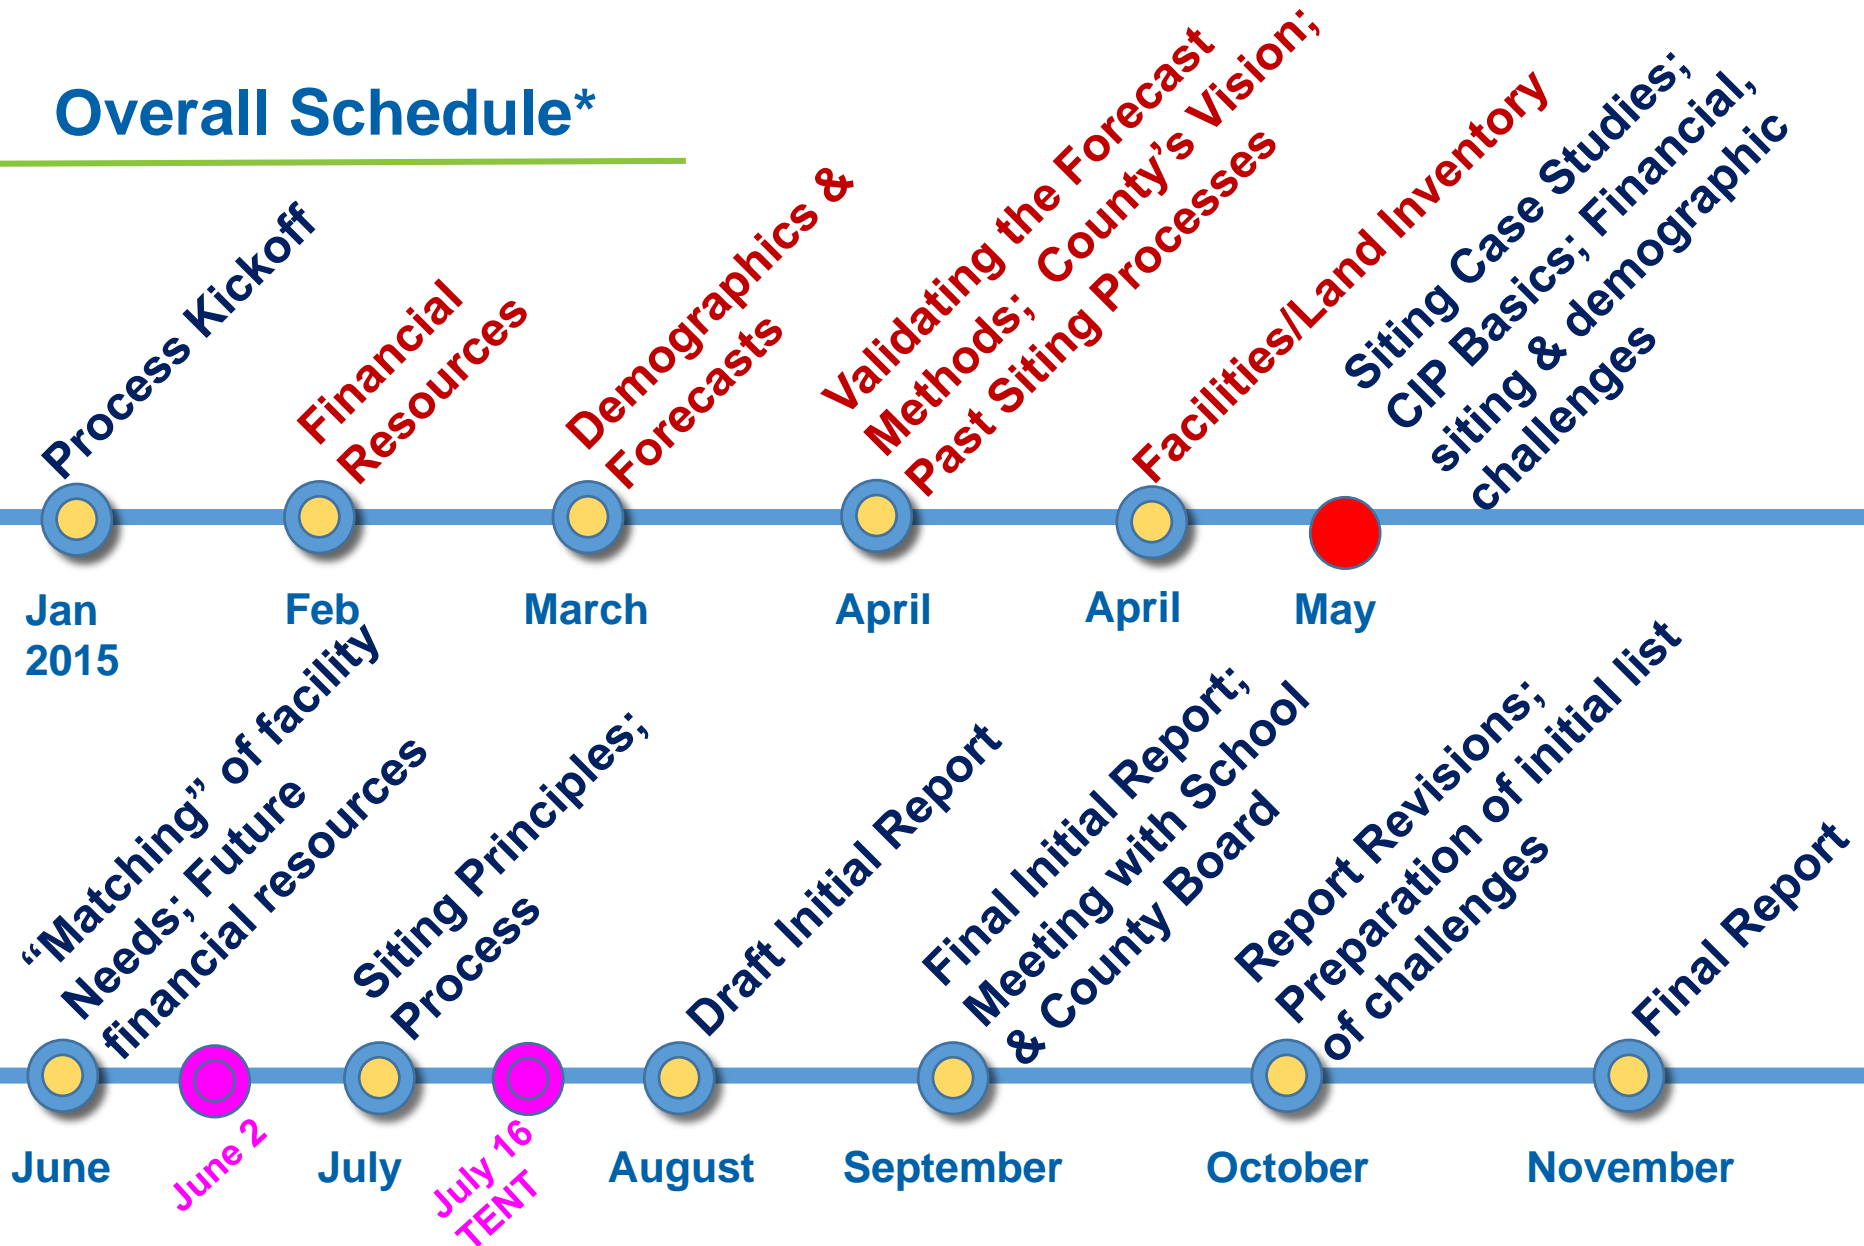 Overall Schedule*
Process Kickoff
Financial
Resources
Demographics &
Forecasts
Validating the Forecast
Methods; County’s Vision;
Past Siting Processes
Facilities/Land Inventory
Siting Case Studies;
CIP Basics; Financial,
siting & demographic
challenges
Jan
2015
Feb
March
April
April
May
“Matching” of facility
Needs; Future
financial resources
Siting Principles;
Process
Draft Initial Report
Final Initial Report;
Meeting with School
& County Board
Report Revisions;
Preparation of initial list
of challenges
Final Report
June
June 2
July
July 16
TENT
August
September
October
November